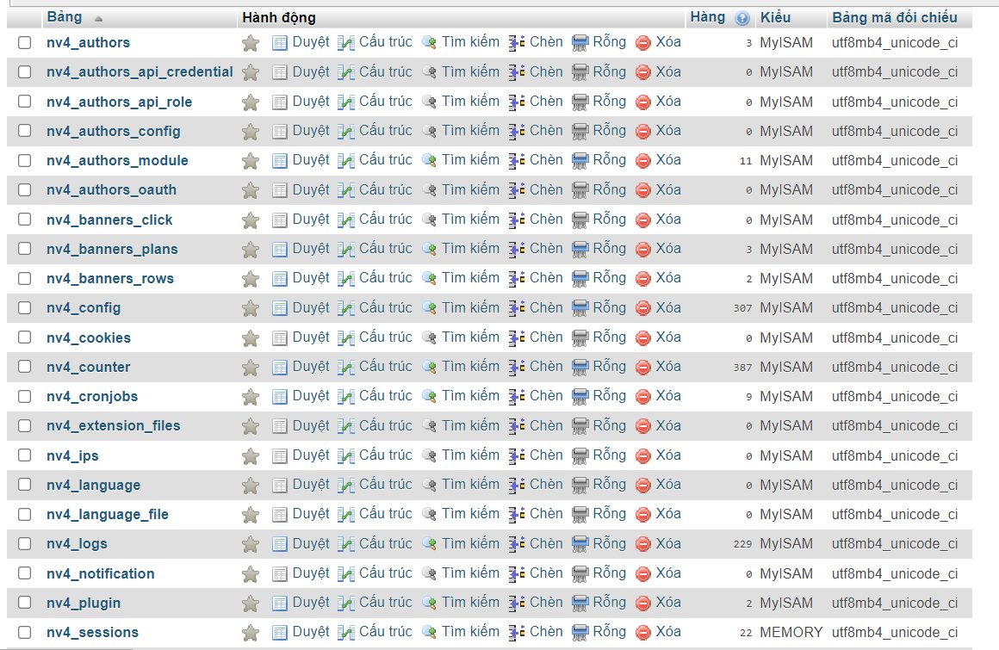 Bảng Hành động Hàng Kiểu Bảng mã đối chiếu
nv4_authors Duyệt Cấu trúc Tìm kiếm Chèn Rỗng Xóa 3 MyISAM utf8mb4_unicode_ci
nv4_authors_api_credential Duyệt Cấu trúc Tìm kiếm Chèn Rỗng Xóa 0 MyISAM utf8mb4_unicode_ci
nv4_authors_api_role Duyệt Cấu trúc Tìm kiếm Chèn Rỗng Xóa 0 MyISAM utf8mb4_unicode_ci
nv4_authors_config Duyệt Cấu trúc Tìm kiếm Chèn Rỗng Xóa 0 MyISAM utf8mb4_unicode_ci
nv4_authors_module Duyệt Cấu trúc Tìm kiếm Chèn Rỗng Xóa 11 MyISAM utf8mb4_unicode_ci
nv4_authors_oauth Duyệt Cấu trúc Tìm kiếm Chèn Rỗng Xóa 0 MyISAM utf8mb4_unicode_ci
nv4_banners_click Duyệt Cấu trúc Tìm kiếm Chèn Rỗng Xóa 0 MyISAM utf8mb4_unicode_ci
nv4_banners_plans Duyệt Cấu trúc Tìm kiếm Chèn Rỗng Xóa 3 MyISAM utf8mb4_unicode_ci
nv4_banners_rows Duyệt Cấu trúc Tìm kiếm Chèn Rỗng Xóa 2 MyISAM utf8mb4_unicode_ci
nv4_config Duyệt Cấu trúc Tìm kiếm Chèn Rỗng Xóa 307 MyISAM utf8mb4_unicode_ci
nv4_cookies Duyệt Cấu trúc Tìm kiếm Chèn Rỗng Xóa 0 MyISAM utf8mb4_unicode_ci
nv4_counter Duyệt Cấu trúc Tìm kiếm Chèn Rỗng Xóa 387 MyISAM utf8mb4_unicode_ci
nv4_cronjobs Duyệt Cấu trúc Tìm kiếm Chèn Rỗng Xóa 9 MyISAM utf8mb4_unicode_ci
nv4_extension_files Duyệt Cấu trúc Tìm kiếm Chèn Rỗng Xóa 0 MyISAM utf8mb4_unicode_ci
nv4_ips Duyệt Cấu trúc Tìm kiếm Chèn Rỗng Xóa 0 MyISAM utf8mb4_unicode_ci
nv4_language Duyệt Cấu trúc Tìm kiếm Chèn Rỗng Xóa 0 MyISAM utf8mb4_unicode_ci
nv4_language_file Duyệt Cấu trúc Tìm kiếm Chèn Rỗng Xóa 0 MyISAM utf8mb4_unicode_ci
nv4_logs Duyệt Cấu trúc Tìm kiếm Chèn Rỗng Xóa 229 MyISAM utf8mb4_unicode_ci
nv4_notification Duyệt Cấu trúc Tìm kiếm Chèn Rỗng Xóa 0 MyISAM utf8mb4_unicode_ci
nv4_plugin Duyệt Cấu trúc Tìm kiếm Chèn Rỗng Xóa 2 MyISAM utf8mb4_unicode_ci
nv4_sessions Duyệt Cấu trúc Tìm kiếm Chèn Rỗng Xóa 22 MEMORY utf8mb4_unicode_ci